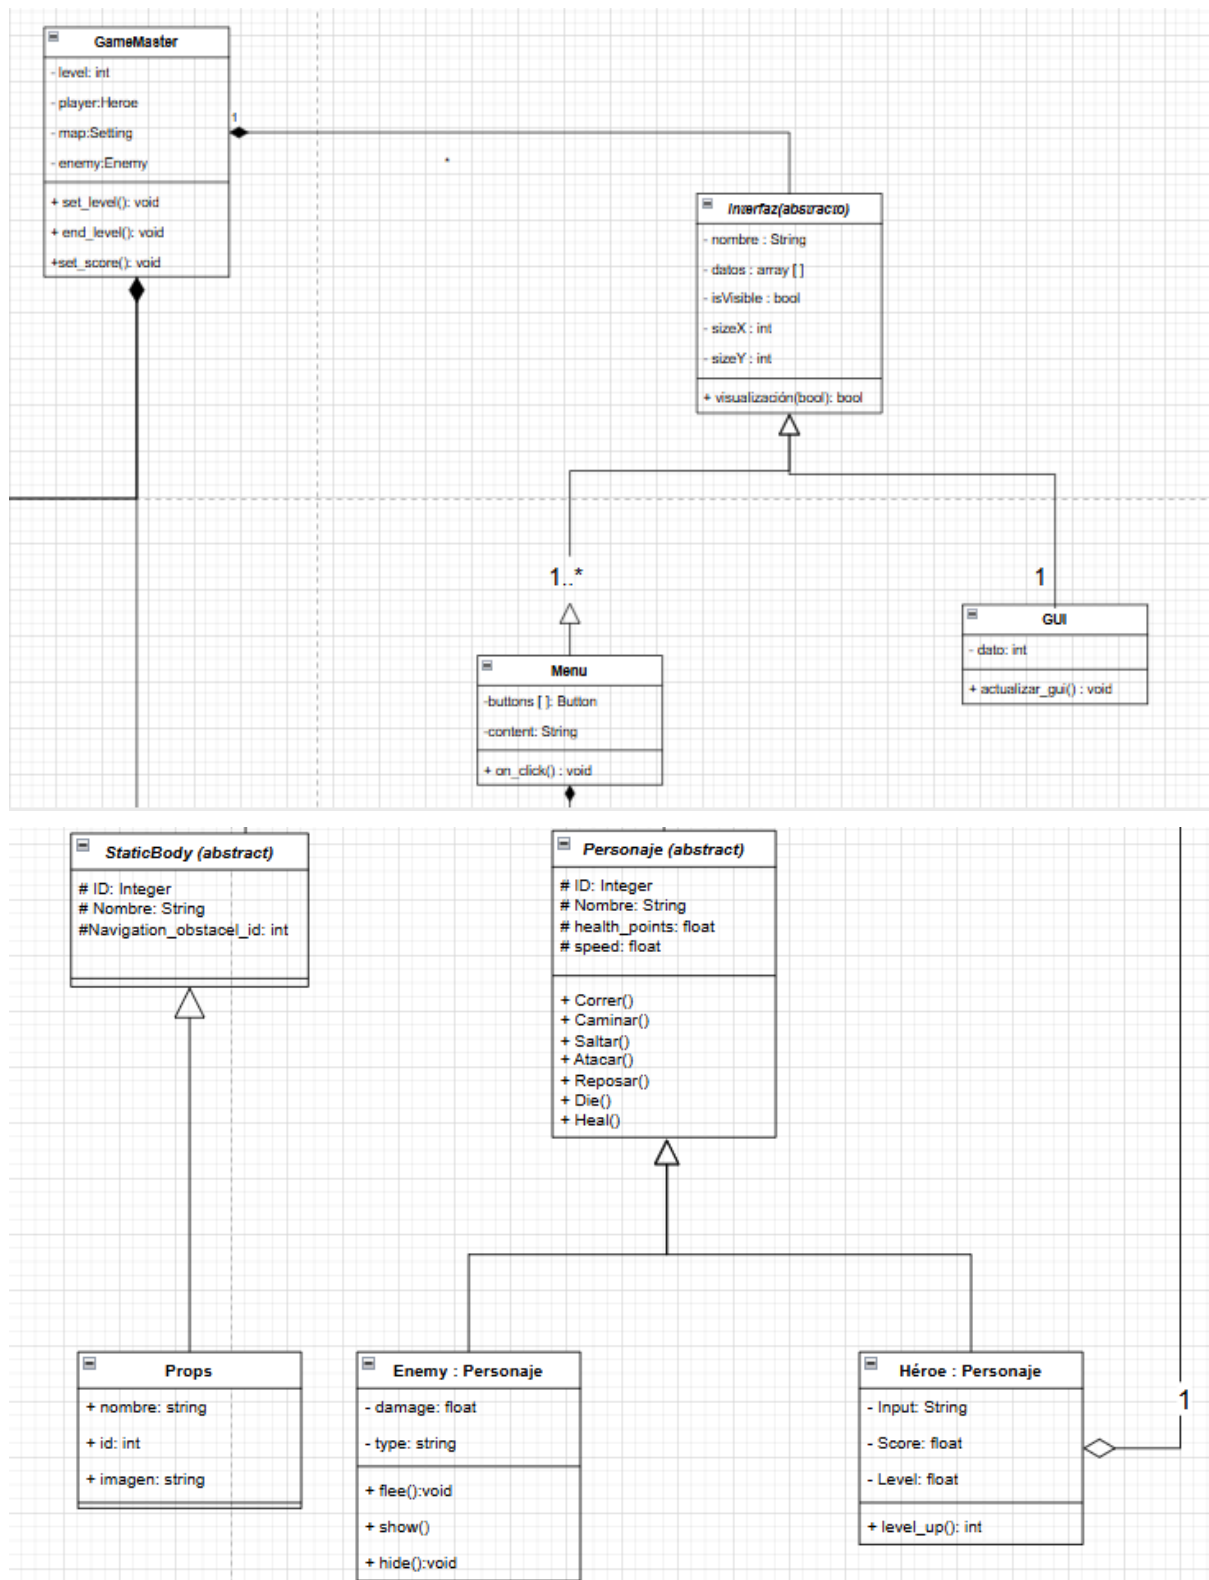 GameMaster
- level: int
- player:Heroe
- map:Setting
- enemy:Enemy
+ set_level(): void
+ end_level(): void
+set_score(): void
1
*
Interfaz(abstracto)
- nombre : String
- datos : array [ ]
- isVisible : bool
- sizeX : int
- sizeY : int
+ visualización(bool): bool
1..*
1
Menu
-buttons [ ]: Button
-content: String
+ on_click() : void
GUI
- dato: int
+ actualizar_gui() : void
StaticBody (abstract)
# ID: Integer
# Nombre: String
#Navigation_obstacel_id: int
Personaje (abstract)
# ID: Integer
# Nombre: String
# health_points: float
# speed: float
+ Correr()
+ Caminar()
+ Saltar()
+ Atacar()
+ Reposar()
+ Die()
+ Heal()
Props
+ nombre: string
+ id: int
+ imagen: string
Enemy : Personaje
- damage: float
- type: string
+ flee():void
+ show()
+ hide():void
Héroe : Personaje
- Input: String
- Score: float
- Level: float
+ level_up(): int
1